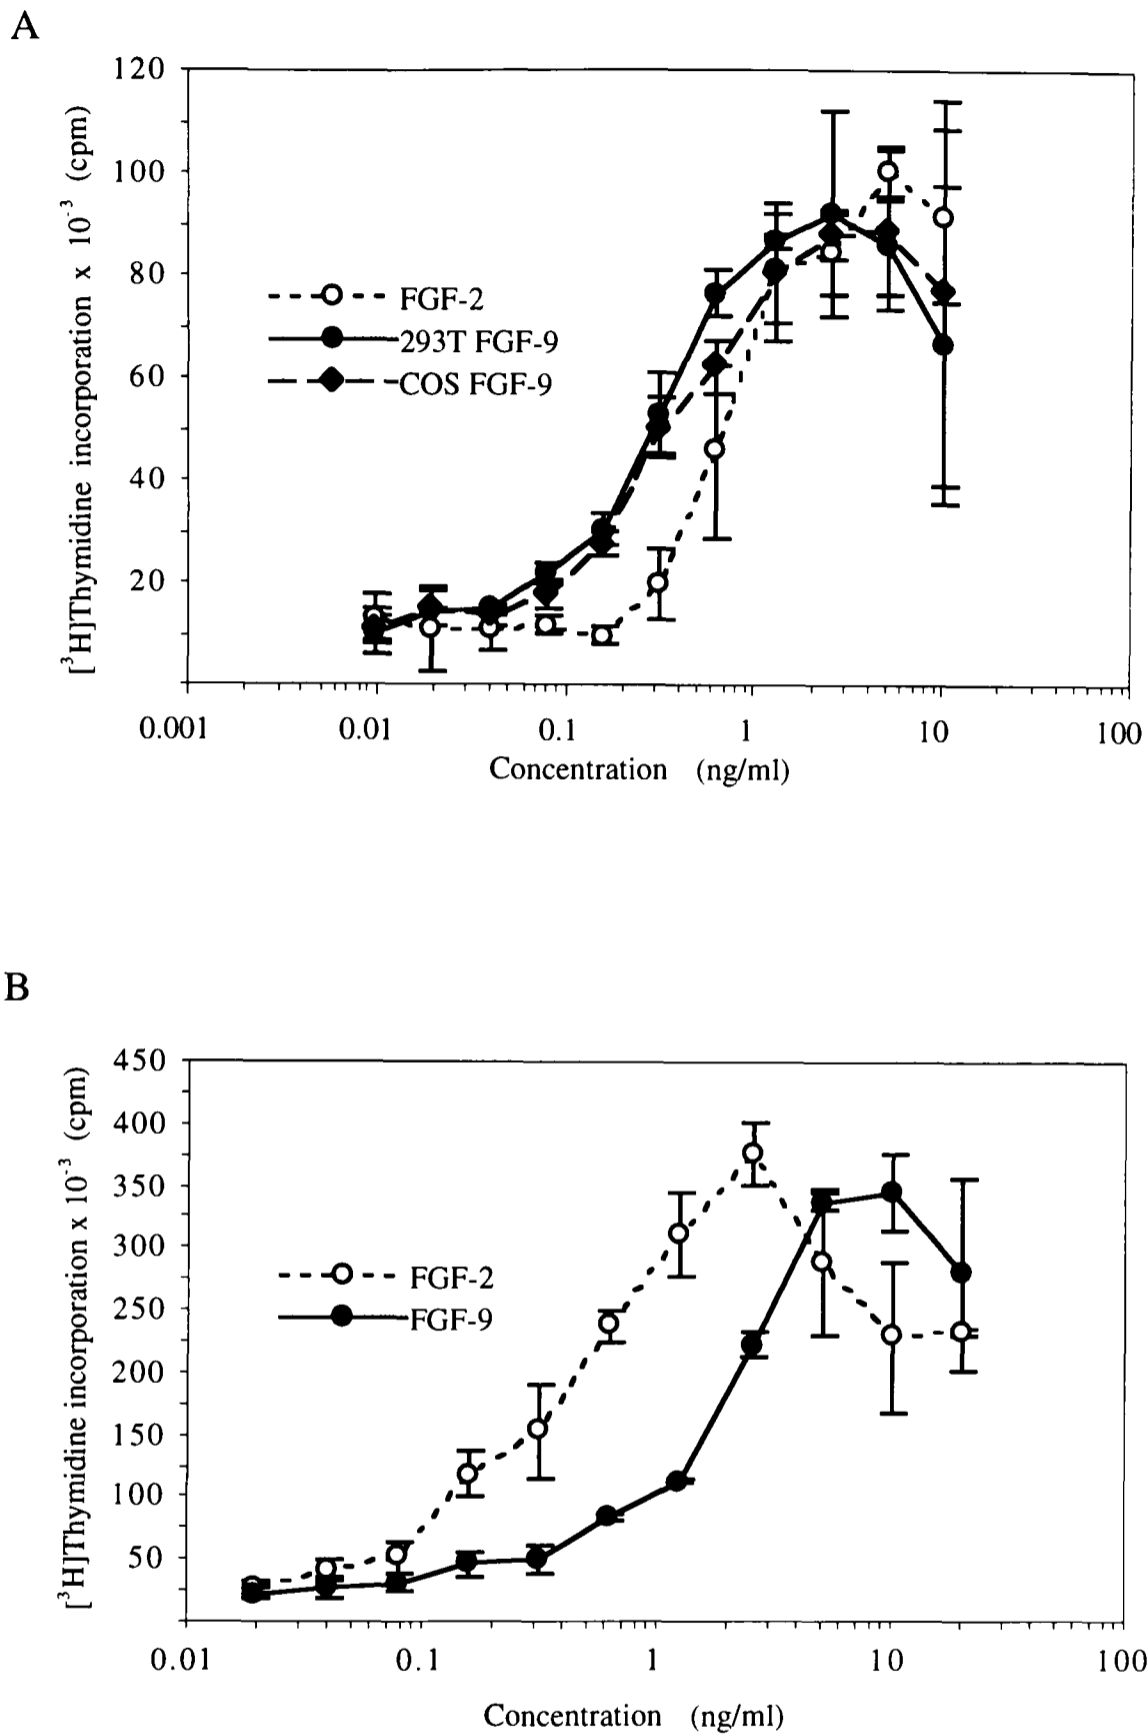 A
120
100
80
60
40
20
[³H]Thymidine incorporation x 10⁻³ (cpm)
FGF-2
293T FGF-9
COS FGF-9
0.001 0.01 0.1 1 10 100
Concentration (ng/ml)
B
450
400
350
300
250
200
150
100
50
[³H]Thymidine incorporation x 10⁻³ (cpm)
FGF-2
FGF-9
0.01 0.1 1 10 100
Concentration (ng/ml)